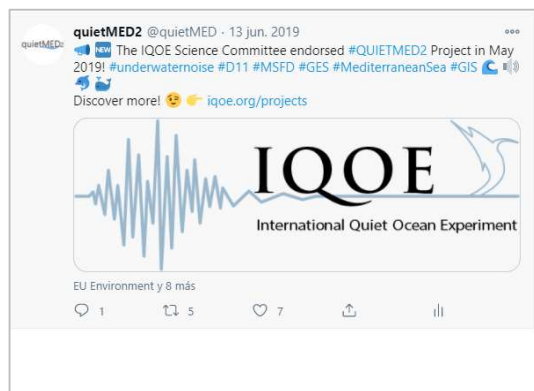 quietMED2
quietMED2 @quietMED · 13 jun. 2019
📣 🆕 The IQOE Science Committee endorsed #QUIETMED2 Project in May
2019! #underwaternoise #D11 #MSFD #GES #MediterraneanSea #GIS 🌊 🔊
🐬 🐳
Discover more! 😉 👉 iqoe.org/projects
IQOE
International Quiet Ocean Experiment
EU Environment y 8 más
1 5 7